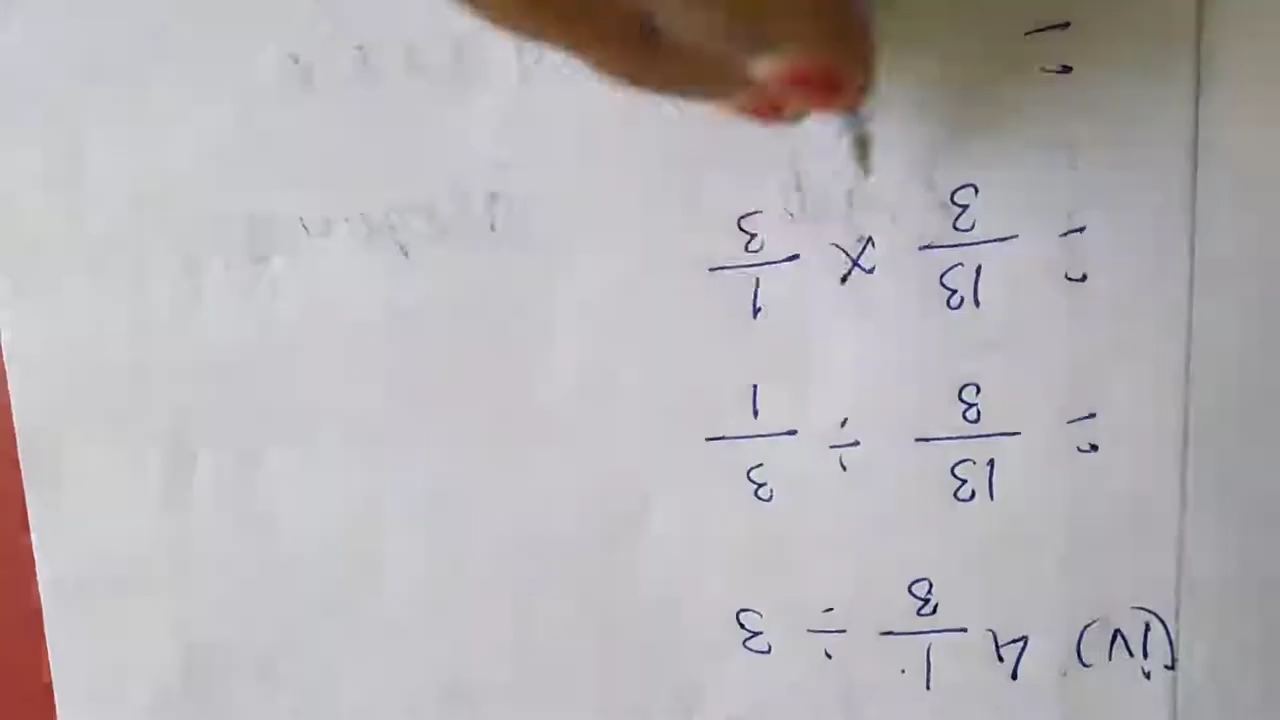 (iv) 4 1/3 ÷ 3
= 13/3 ÷ 3/1
= 13/3 × 1/3
=